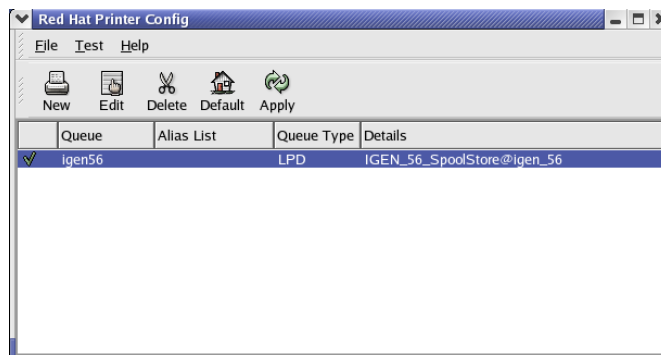 Red Hat Printer Config
File Test Help
New Edit Delete Default Apply
Queue Alias List Queue Type Details
igen56 LPD IGEN_56_SpoolStore@igen_56